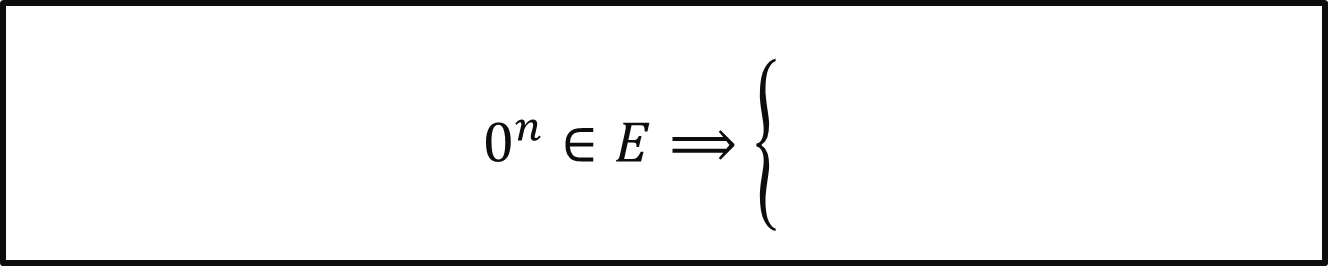 0ⁿ ∈ E ⟹ {